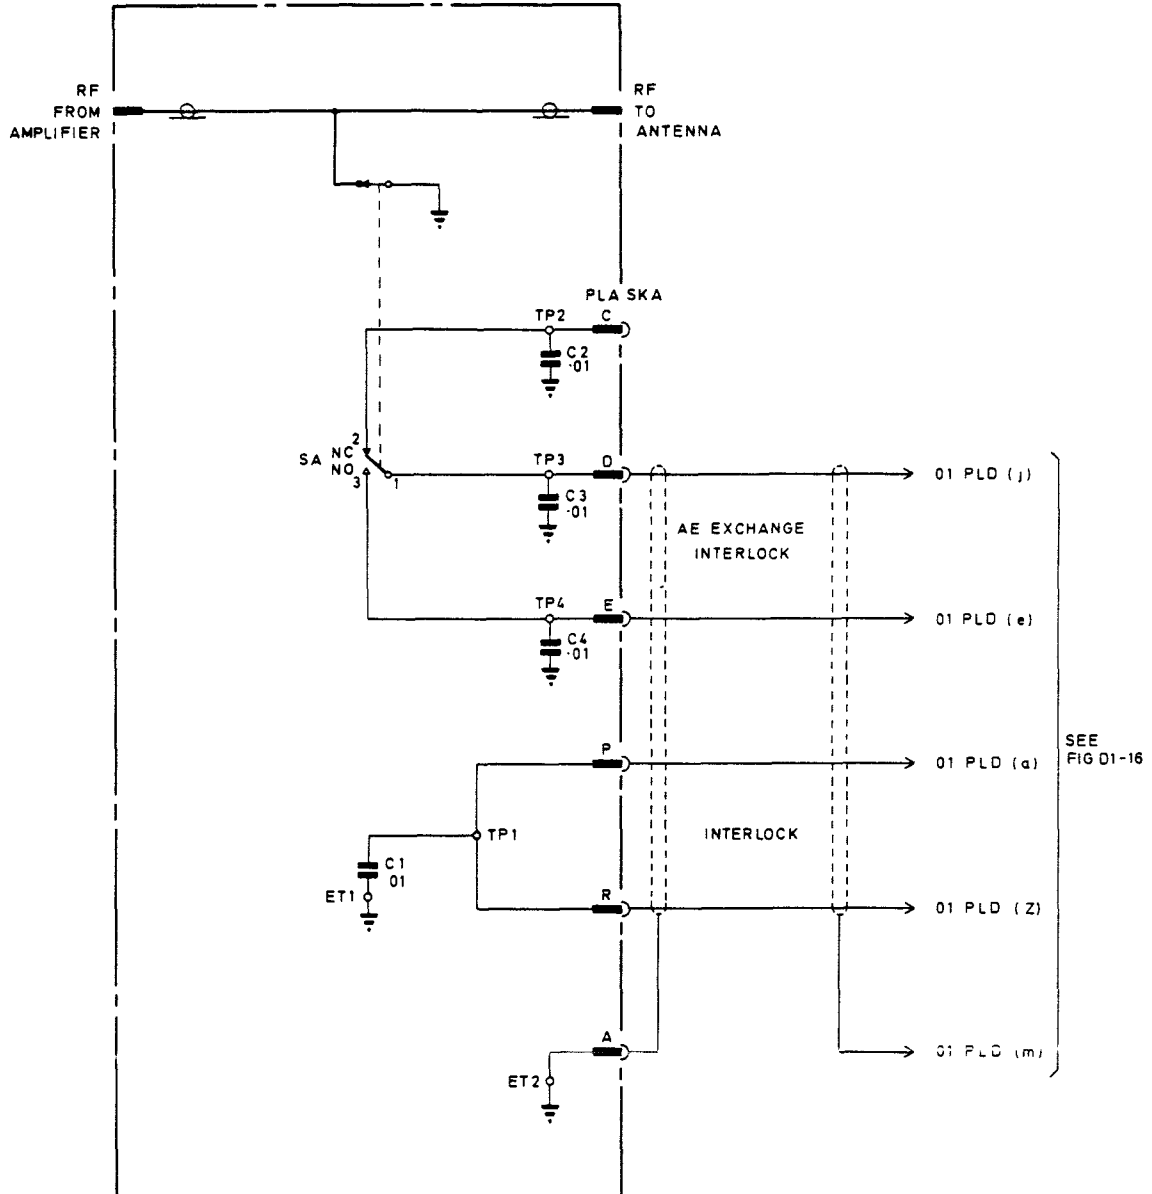 RF
FROM
AMPLIFIER
RF
TO
ANTENNA
PLA SKA
TP2
C
C2
·01
SA
NC
2
NO
3
1
TP3
D
C3
·01
01 PLD (j)
AE EXCHANGE
INTERLOCK
TP4
E
C4
·01
01 PLD (e)
P
01 PLD (a)
SEE
FIG 01-16
TP1
INTERLOCK
C1
01
ET1
R
01 PLD (Z)
A
01 PLD (m)
ET2